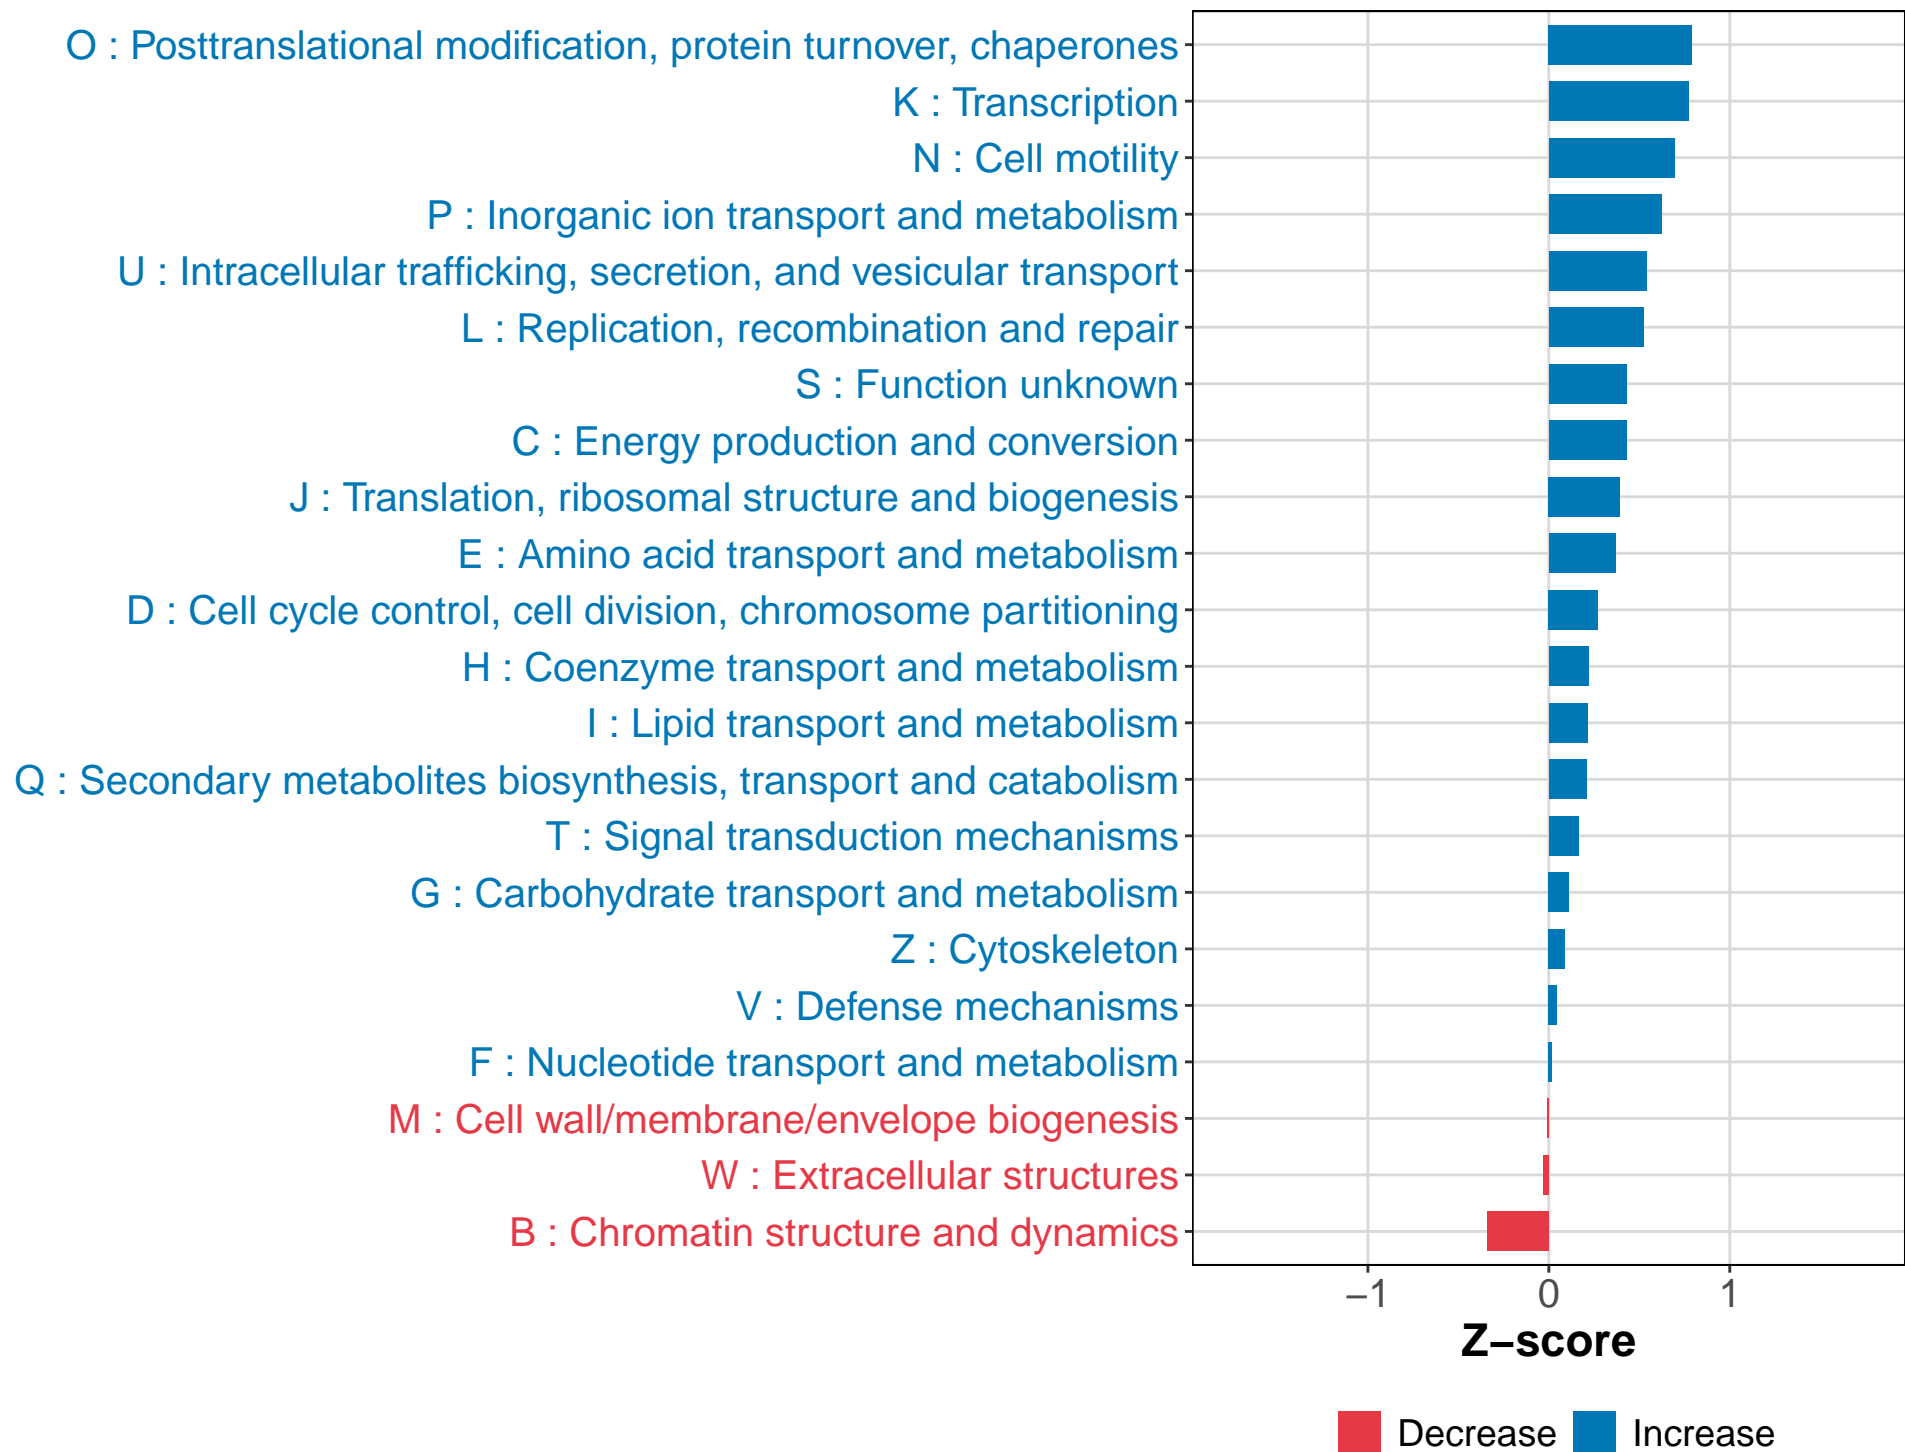 O : Posttranslational modification, protein turnover, chaperones
K : Transcription
N : Cell motility
P : Inorganic ion transport and metabolism
U : Intracellular trafficking, secretion, and vesicular transport
L : Replication, recombination and repair
S : Function unknown
C : Energy production and conversion
J : Translation, ribosomal structure and biogenesis
E : Amino acid transport and metabolism
D : Cell cycle control, cell division, chromosome partitioning
H : Coenzyme transport and metabolism
I : Lipid transport and metabolism
Q : Secondary metabolites biosynthesis, transport and catabolism
T : Signal transduction mechanisms
G : Carbohydrate transport and metabolism
Z : Cytoskeleton
V : Defense mechanisms
F : Nucleotide transport and metabolism
M : Cell wall/membrane/envelope biogenesis
W : Extracellular structures
B : Chromatin structure and dynamics
−1 0 1
Z−score
Decrease Increase